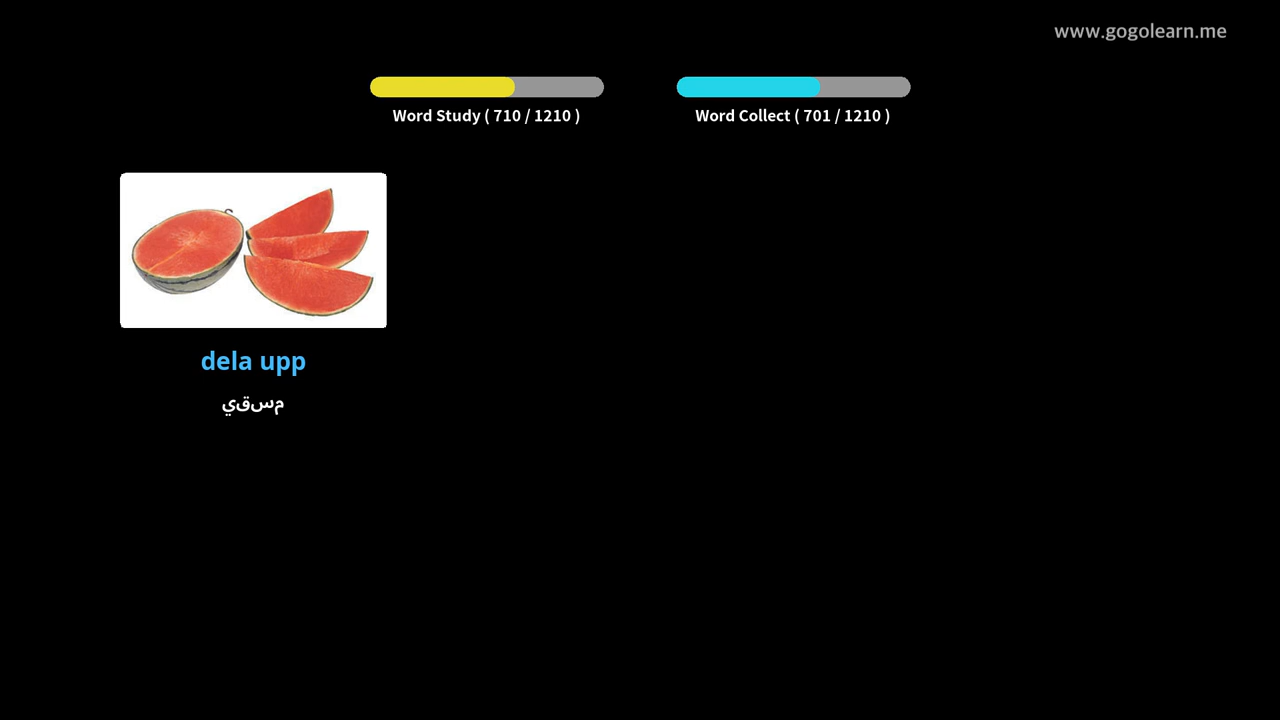 www.gogolearn.me
Word Study ( 710 / 1210 )
Word Collect ( 701 / 1210 )
dela upp
مسقي